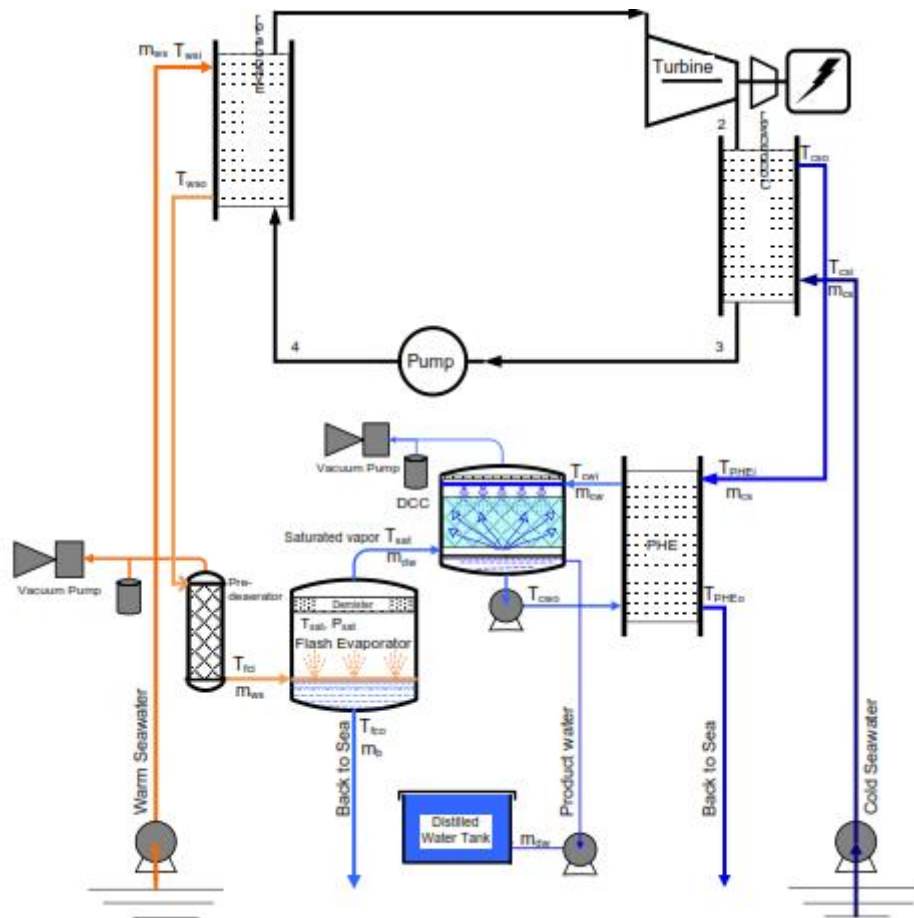 mws Twsi
Turbine
2
Tcso
Twso
Tcsi
mcs
4
Pump
3
Vacuum Pump
DCC
Tcwi
mcw
TPHEi
mcs
PHE
Saturated vapor Tsat
mdw
Vacuum Pump
Pre-
deaerator
Demister
Tsat, Psat
Flash Evaporator
Tcwo
TPHEo
Tfci
mws
Tfco
mb
Warm Seawater
Back to Sea
Product water
Back to Sea
Cold Seawater
Distilled
Water Tank
mdw